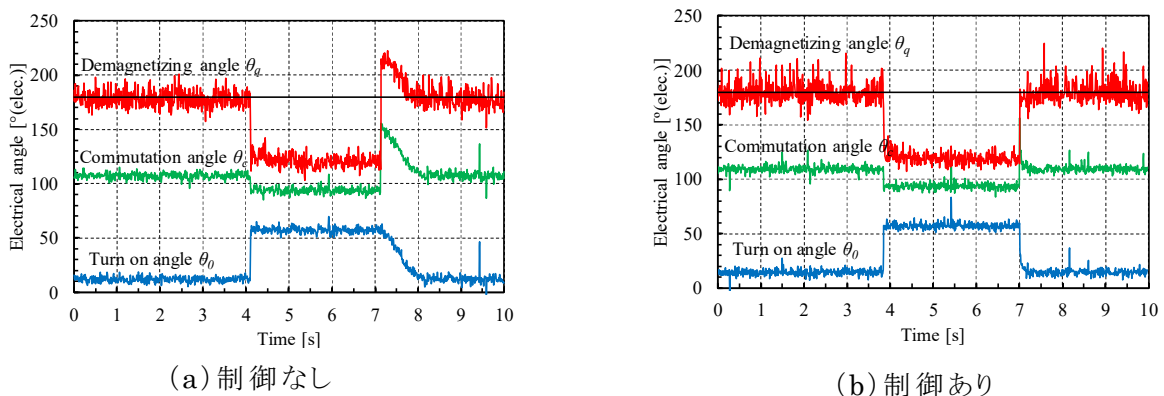 250
200
150
100
50
0
Electrical angle [°(elec.)]
Demagnetizing angle θq
Commutation angle θe
Turn on angle θ0
0 1 2 3 4 5 6 7 8 9 10
Time [s]
(a)制御なし
250
200
150
100
50
0
Electrical angle [°(elec.)]
Demagnetizing angle θq
Commutation angle θ
Turn on angle θ0
0 1 2 3 4 5 6 7 8 9 10
Time [s]
(b)制御あり